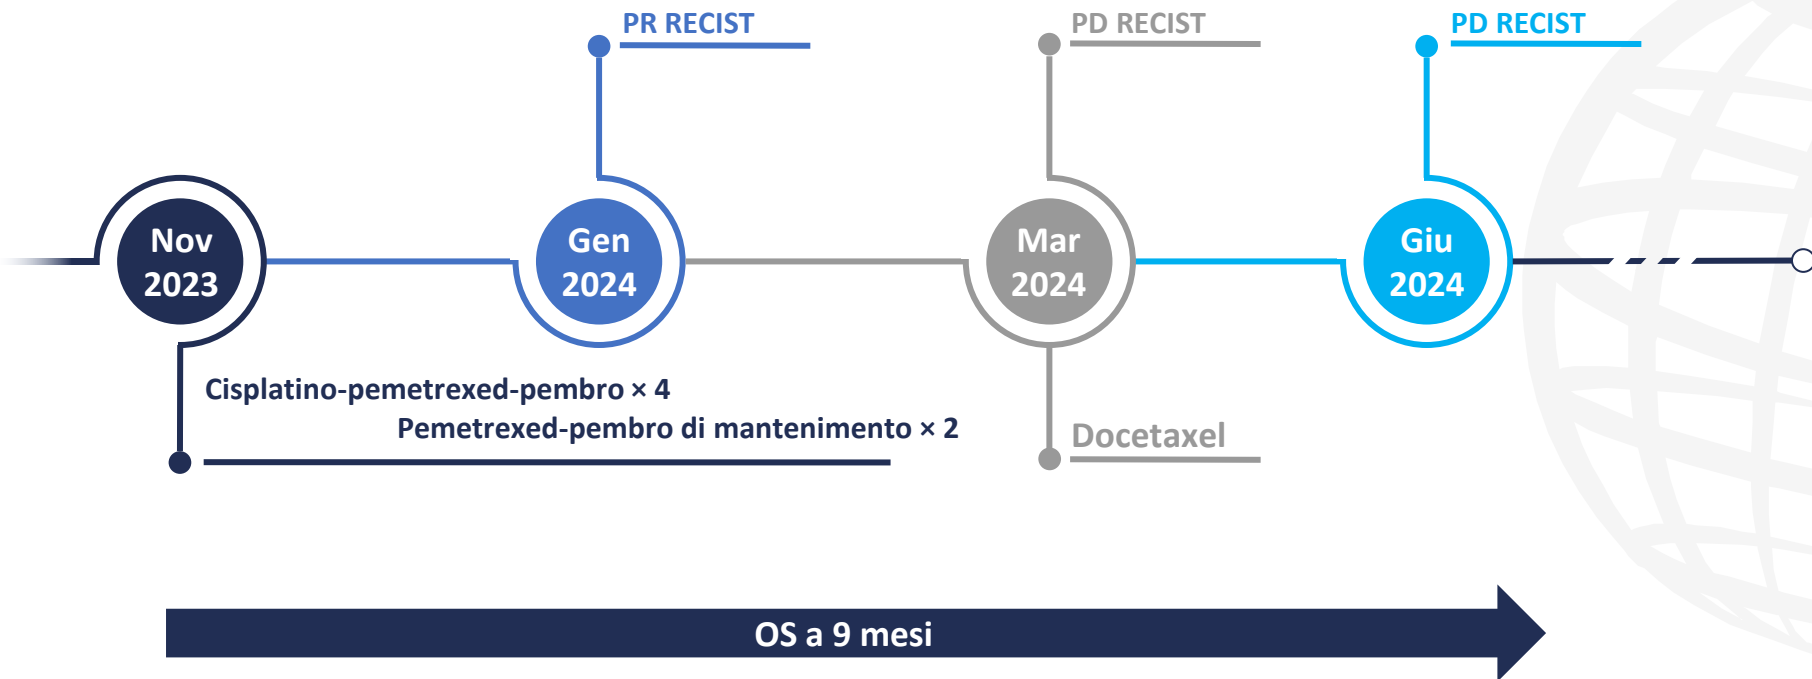 PR RECIST
PD RECIST
PD RECIST
Nov
2023
Gen
2024
Mar
2024
Giu
2024
Cisplatino-pemetrexed-pembro × 4
Pemetrexed-pembro di mantenimento × 2
Docetaxel
OS a 9 mesi